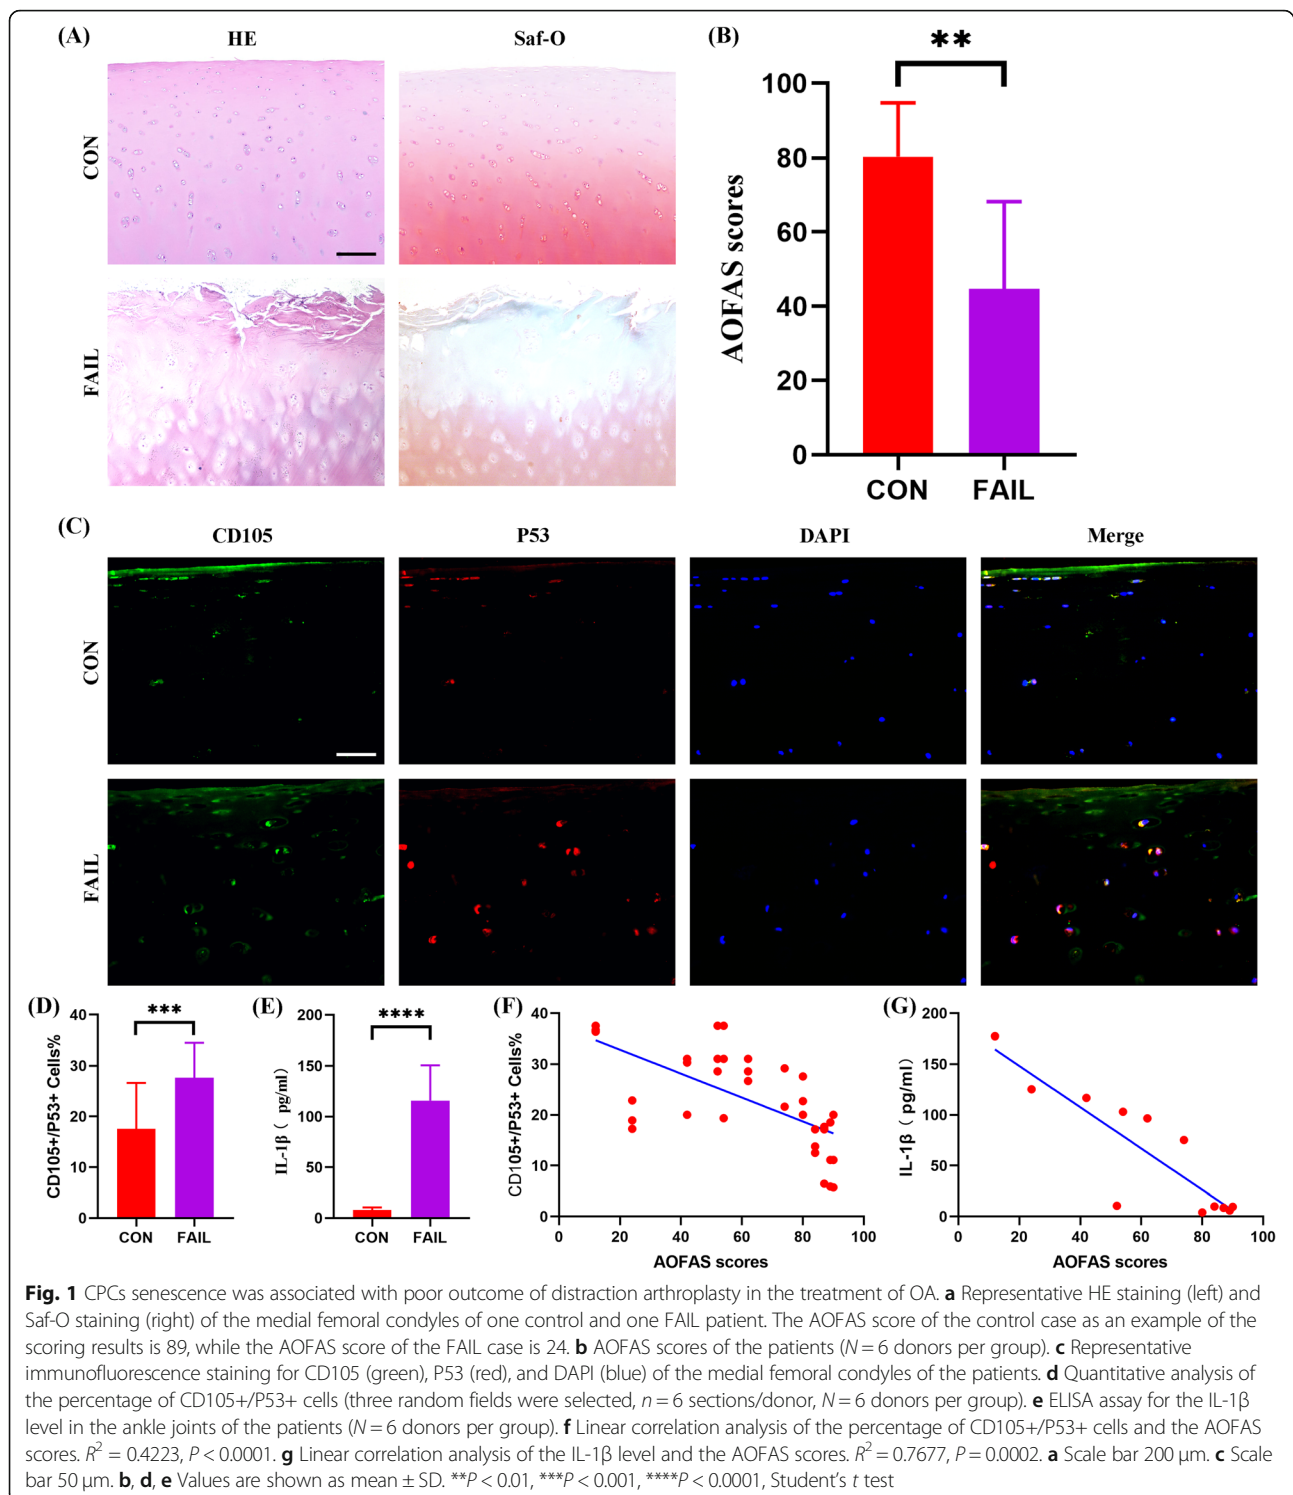 (A)
HE
Saf-O
CON
FAIL
(B)
**
AOFAS scores
100
80
60
40
20
0
CON
FAIL
(C)
CD105
P53
DAPI
Merge
CON
FAIL
(D)
***
CD105+/P53+ Cells%
40
30
20
10
0
CON
FAIL
(E)
****
IL-1β ( pg/ml)
200
150
100
50
0
CON
FAIL
(F)
CD105+/P53+ Cells%
40
30
20
10
0
0
20
40
60
80
100
AOFAS scores
(G)
IL-1β ( pg/ml)
200
150
100
50
0
0
20
40
60
80
100
AOFAS scores
Fig. 1 CPCs senescence was associated with poor outcome of distraction arthroplasty in the treatment of OA. a Representative HE staining (left) and
Saf-O staining (right) of the medial femoral condyles of one control and one FAIL patient. The AOFAS score of the control case as an example of the
scoring results is 89, while the AOFAS score of the FAIL case is 24. b AOFAS scores of the patients (N = 6 donors per group). c Representative
immunofluorescence staining for CD105 (green), P53 (red), and DAPI (blue) of the medial femoral condyles of the patients. d Quantitative analysis of
the percentage of CD105+/P53+ cells (three random fields were selected, n = 6 sections/donor, N = 6 donors per group). e ELISA assay for the IL-1β
level in the ankle joints of the patients (N = 6 donors per group). f Linear correlation analysis of the percentage of CD105+/P53+ cells and the AOFAS
scores. R² = 0.4223, P < 0.0001. g Linear correlation analysis of the IL-1β level and the AOFAS scores. R² = 0.7677, P = 0.0002. a Scale bar 200 μm. c Scale
bar 50 μm. b, d, e Values are shown as mean ± SD. **P < 0.01, ***P < 0.001, ****P < 0.0001, Student's t test